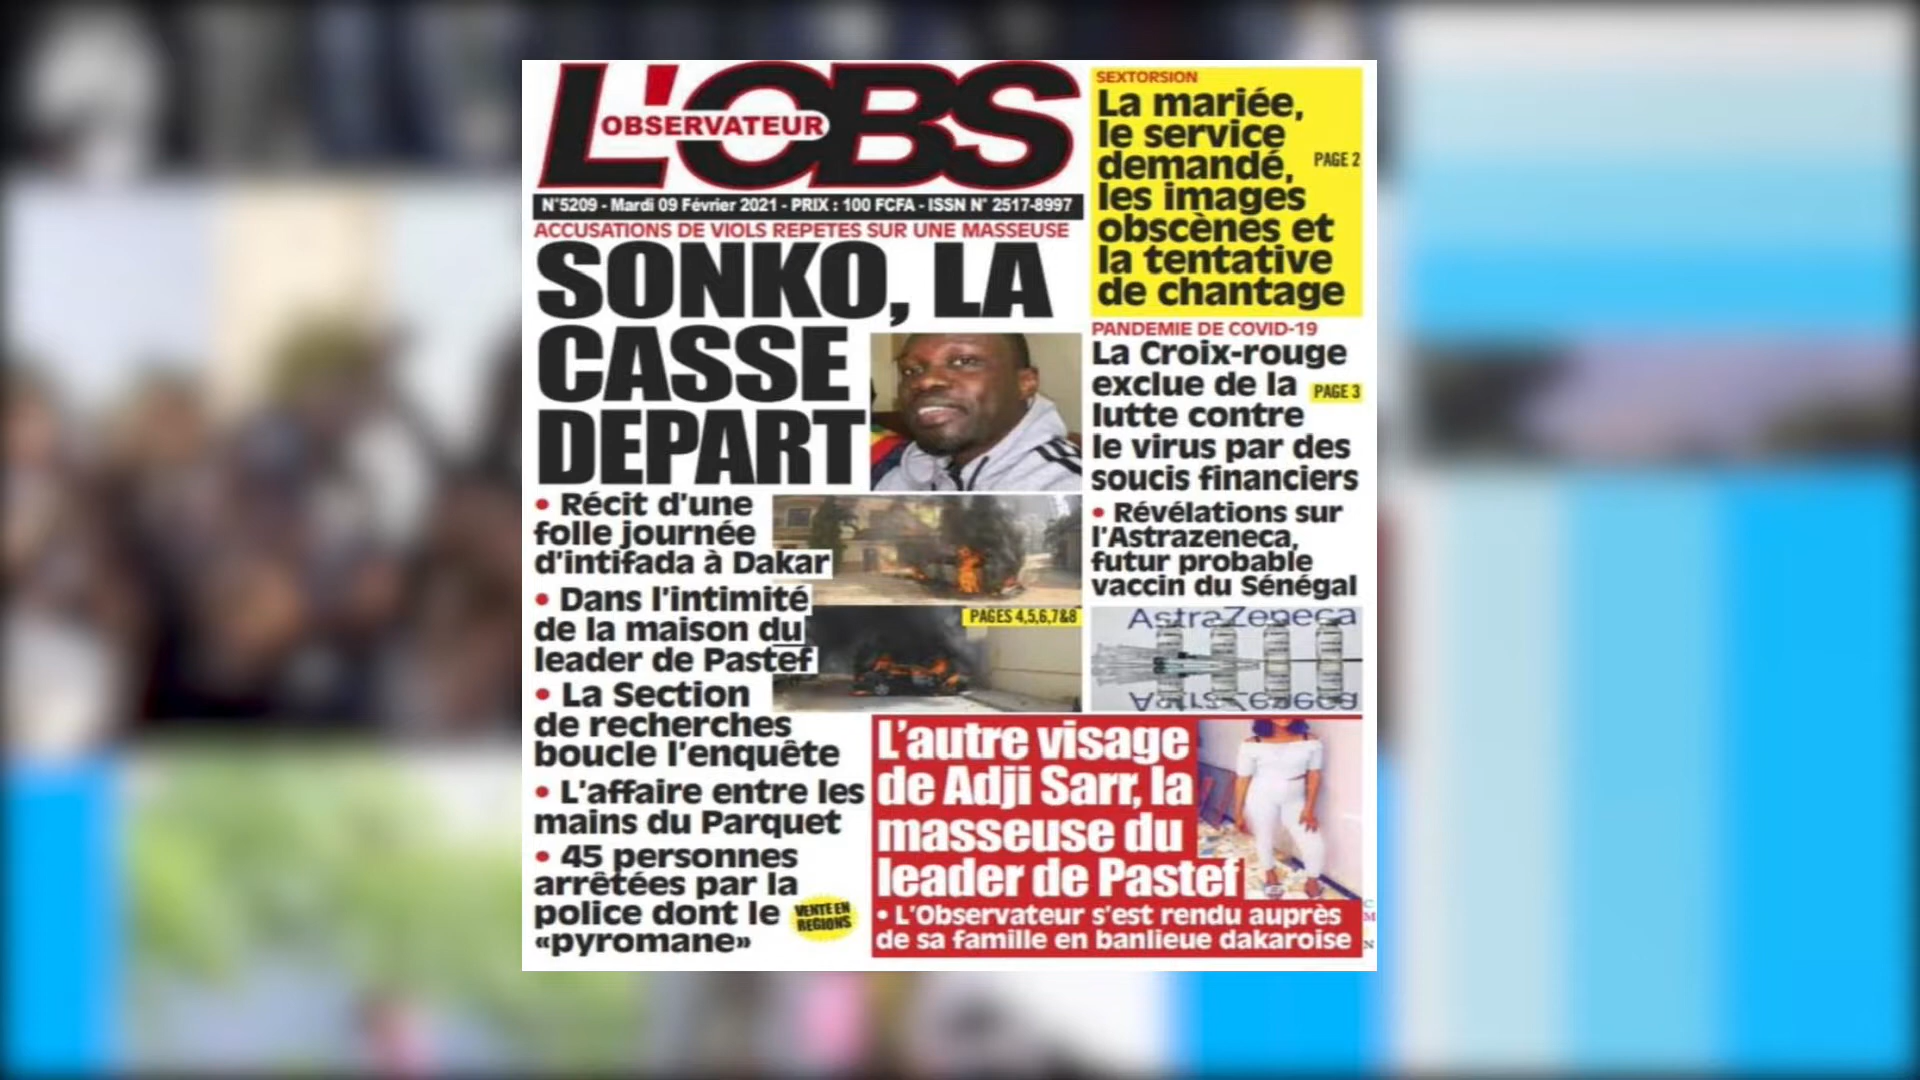 L'OBS
OBSERVATEUR
N°5209 - Mardi 09 Février 2021 - PRIX : 100 FCFA - ISSN N° 2517-8997
ACCUSATIONS DE VIOLS REPETES SUR UNE MASSEUSE
SONKO, LA
CASSE
DEPART
• Récit d'une
folle journée
d'intifada à Dakar
• Dans l'intimité
de la maison du
leader de Pastef
PAGES 4,5,6,7&8
• La Section
de recherches
boucle l'enquête
• L'affaire entre les
mains du Parquet
• 45 personnes
arrêtées par la
police dont le
«pyromane»
VENTE EN
REGIONS
SEXTORSION
La mariée,
le service
demandé,
PAGE 2
les images
obscènes et
la tentative
de chantage
PANDEMIE DE COVID-19
La Croix-rouge
exclue de la
PAGE 3
lutte contre
le virus par des
soucis financiers
• Révélations sur
l'Astrazeneca,
futur probable
vaccin du Sénégal
AstraZeneca
L'autre visage
de Adji Sarr, la
masseuse du
leader de Pastef
• L'Observateur s'est rendu auprès
de sa famille en banlieue dakaroise
C
M
N